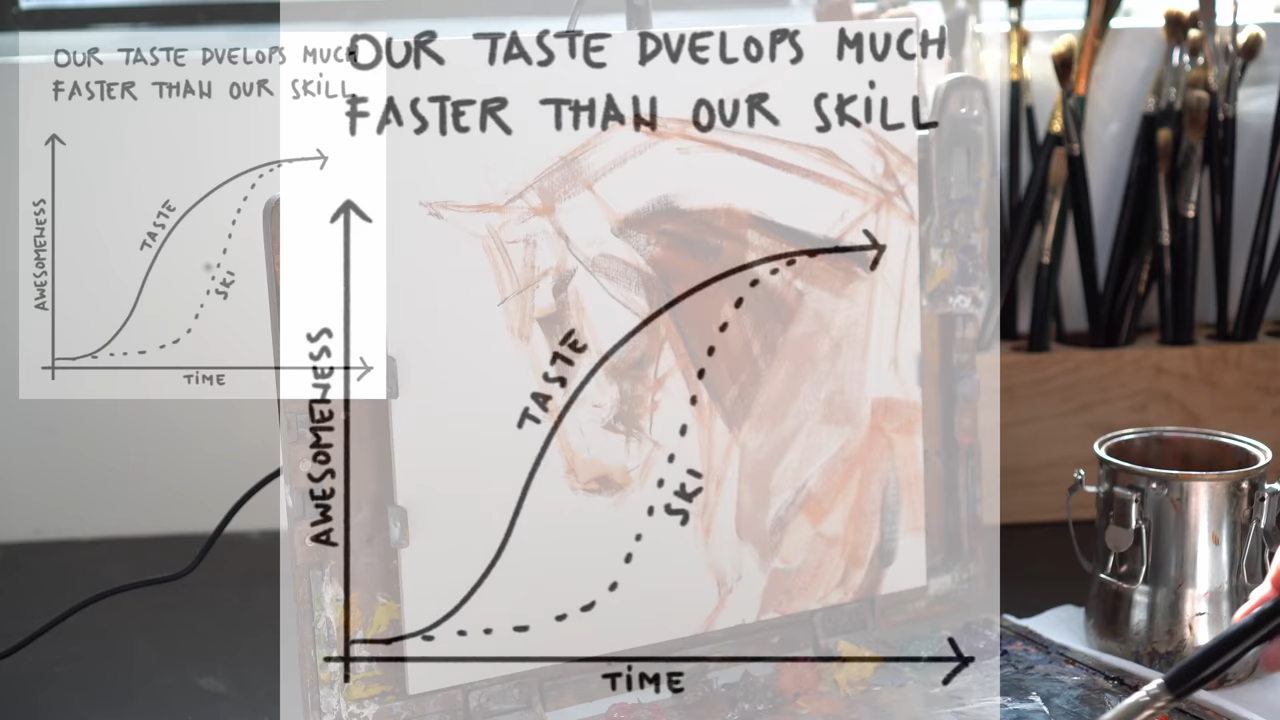 OUR TASTE DVELOPS MUCH
FASTER THAN OUR SKILL
AWESOMENESS
TASTE
SKI
TIME
OUR TASTE DVELOPS MUCH
FASTER THAN OUR SKILL
AWESOMENESS
TASTE
SKI
TIME